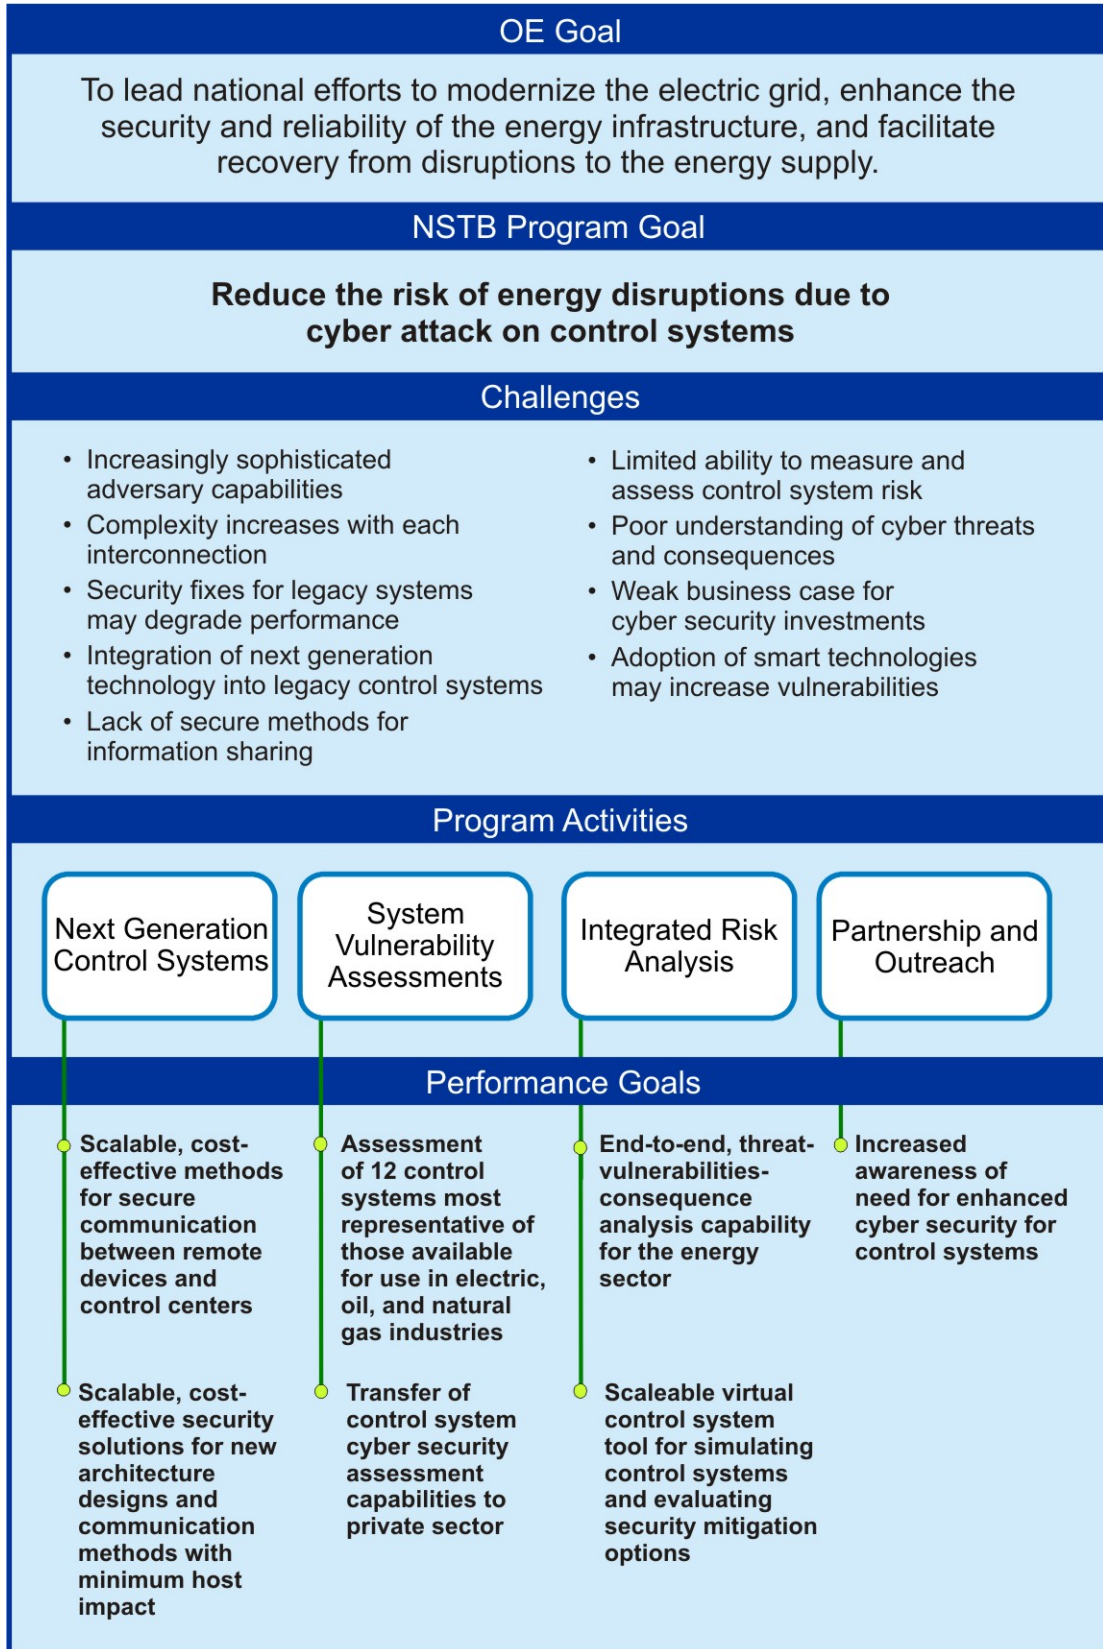 OE Goal
To lead national efforts to modernize the electric grid, enhance the
security and reliability of the energy infrastructure, and facilitate
recovery from disruptions to the energy supply.
NSTB Program Goal
Reduce the risk of energy disruptions due to
cyber attack on control systems
Challenges
• Increasingly sophisticated
adversary capabilities
• Complexity increases with each
interconnection
• Security fixes for legacy systems
may degrade performance
• Integration of next generation
technology into legacy control systems
• Lack of secure methods for
information sharing
• Limited ability to measure and
assess control system risk
• Poor understanding of cyber threats
and consequences
• Weak business case for
cyber security investments
• Adoption of smart technologies
may increase vulnerabilities
Program Activities
Next Generation
Control Systems
System
Vulnerability
Assessments
Integrated Risk
Analysis
Partnership and
Outreach
Performance Goals
Scalable, cost-
effective methods
for secure
communication
between remote
devices and
control centers
Scalable, cost-
effective security
solutions for new
architecture
designs and
communication
methods with
minimum host
impact
Assessment
of 12 control
systems most
representative of
those available
for use in electric,
oil, and natural
gas industries
Transfer of
control system
cyber security
assessment
capabilities to
private sector
End-to-end, threat-
vulnerabilities-
consequence
analysis capability
for the energy
sector
Scaleable virtual
control system
tool for simulating
control systems
and evaluating
security mitigation
options
Increased
awareness of
need for enhanced
cyber security for
control systems